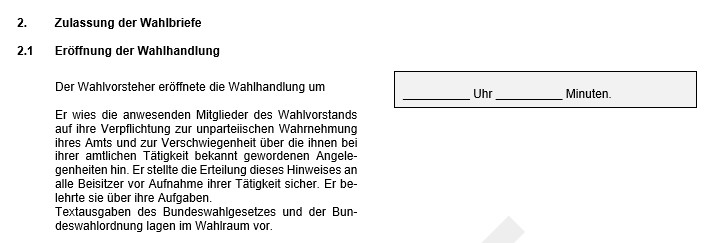 2. Zulassung der Wahlbriefe
2.1 Eröffnung der Wahlhandlung
Der Wahlvorsteher eröffnete die Wahlhandlung um
__________ Uhr __________ Minuten.
Er wies die anwesenden Mitglieder des Wahlvorstands
auf ihre Verpflichtung zur unparteiischen Wahrnehmung
ihres Amts und zur Verschwiegenheit über die ihnen bei
ihrer amtlichen Tätigkeit bekannt gewordenen Angele-
genheiten hin. Er stellte die Erteilung dieses Hinweises an
alle Beisitzer vor Aufnahme ihrer Tätigkeit sicher. Er be-
lehrte sie über ihre Aufgaben.
Textausgaben des Bundeswahlgesetzes und der Bun-
deswahlordnung lagen im Wahlraum vor.